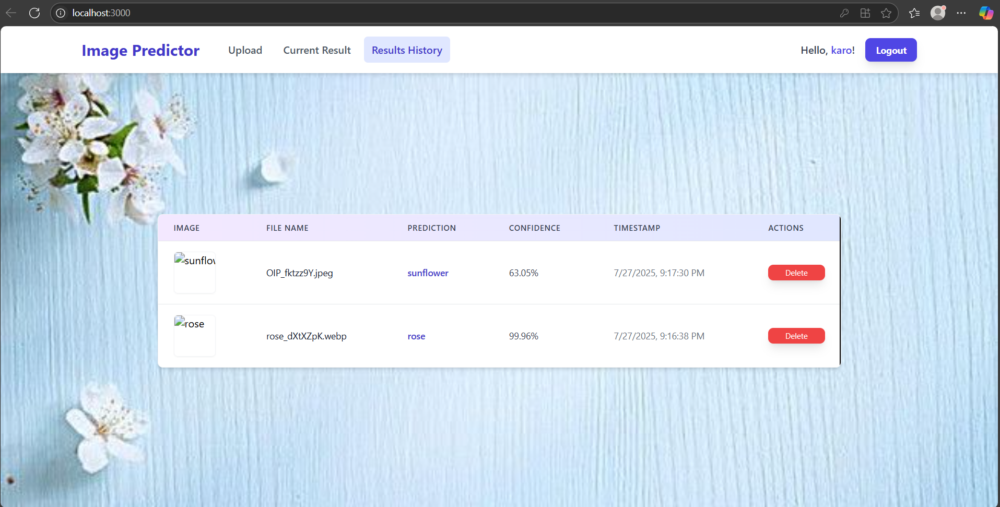 localhost:3000
Image Predictor Upload Current Result Results History Hello, karo! Logout
IMAGE FILE NAME PREDICTION CONFIDENCE TIMESTAMP ACTIONS
sunflow OIP_fktzz9Y.jpeg sunflower 63.05% 7/27/2025, 9:17:30 PM Delete
rose rose_dXtXZpK.webp rose 99.96% 7/27/2025, 9:16:38 PM Delete